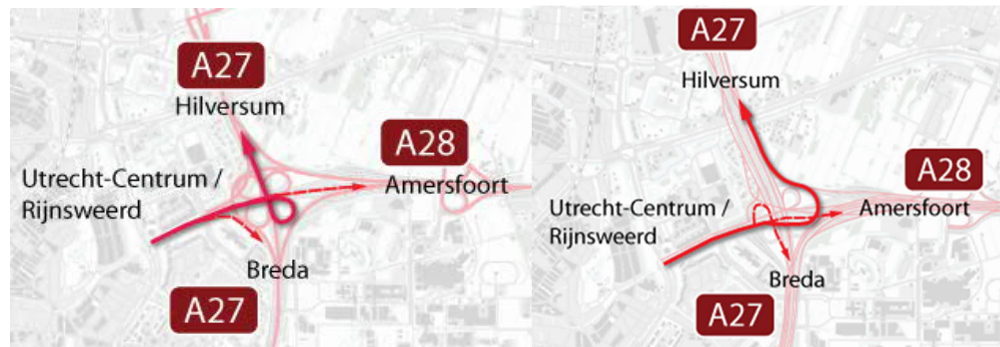 A27
Hilversum
A28
Amersfoort
Utrecht-Centrum /
Rijnsweerd
Breda
A27
A27
Hilversum
A28
Amersfoort
Utrecht-Centrum /
Rijnsweerd
Breda
A27